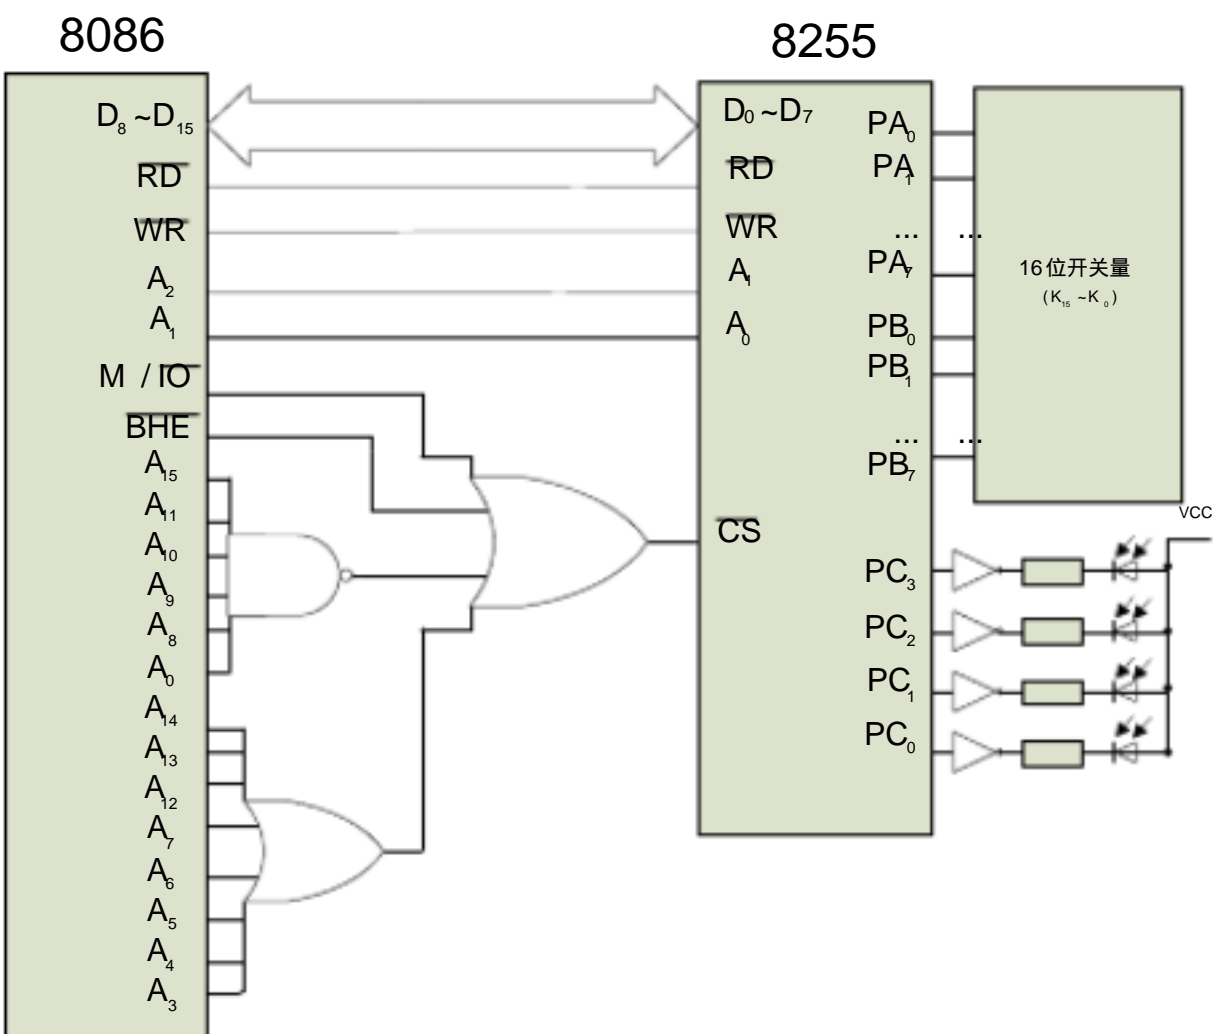 8086
8255
D8 ~D15
RD
WR
A2
A1
M / IO
BHE
A15
A11
A10
A9
A8
A0
A14
A13
A12
A7
A6
A5
A4
A3
D0 ~D7
RD
WR
A1
A0
CS
PA0
PA1
... ...
PA7
PB0
PB1
... ...
PB7
PC3
PC2
PC1
PC0
16位开关量
(K15 ~K0)
VCC